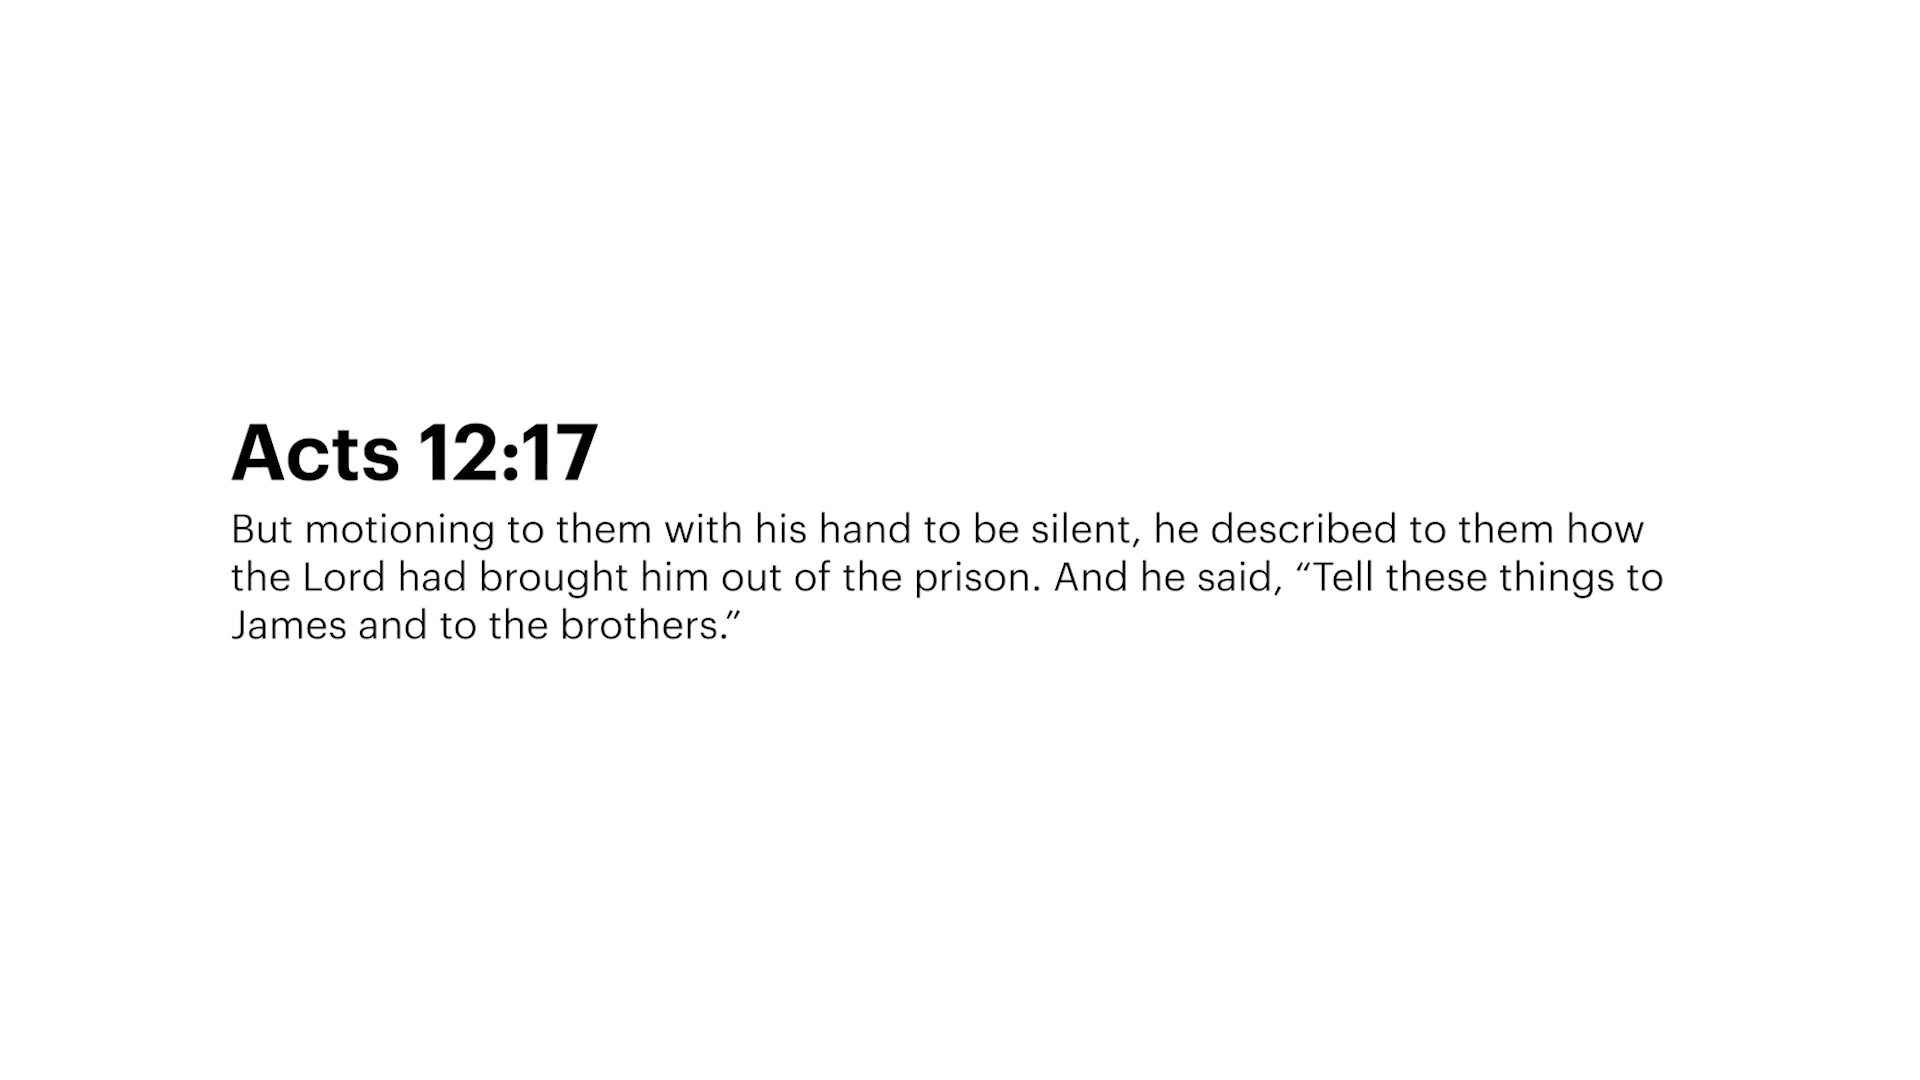 Acts 12:17
But motioning to them with his hand to be silent, he described to them how
the Lord had brought him out of the prison. And he said, “Tell these things to
James and to the brothers.”